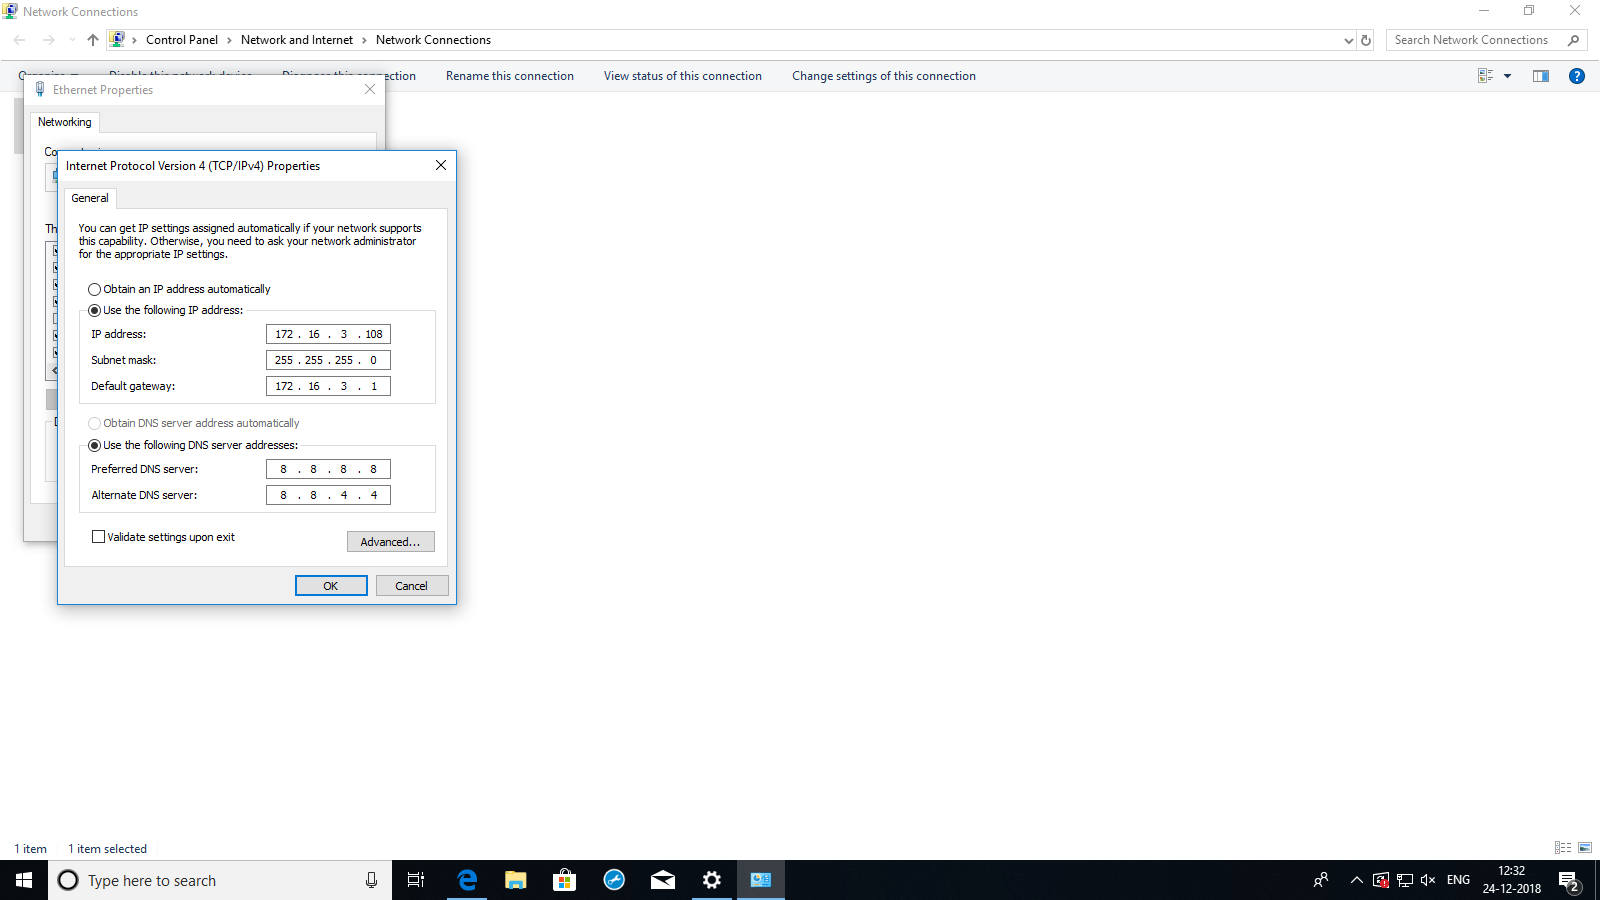 Network Connections
Control Panel > Network and Internet > Network Connections
Search Network Connections
Rename this connection
View status of this connection
Change settings of this connection
Ethernet Properties
Networking
Internet Protocol Version 4 (TCP/IPv4) Properties
General
You can get IP settings assigned automatically if your network supports
this capability. Otherwise, you need to ask your network administrator
for the appropriate IP settings.
Obtain an IP address automatically
Use the following IP address:
IP address: 172 . 16 . 3 . 108
Subnet mask: 255 . 255 . 255 . 0
Default gateway: 172 . 16 . 3 . 1
Obtain DNS server address automatically
Use the following DNS server addresses:
Preferred DNS server: 8 . 8 . 8 . 8
Alternate DNS server: 8 . 8 . 4 . 4
Validate settings upon exit
Advanced...
OK
Cancel
1 item
1 item selected
Type here to search
ENG
12:32
24-12-2018
2